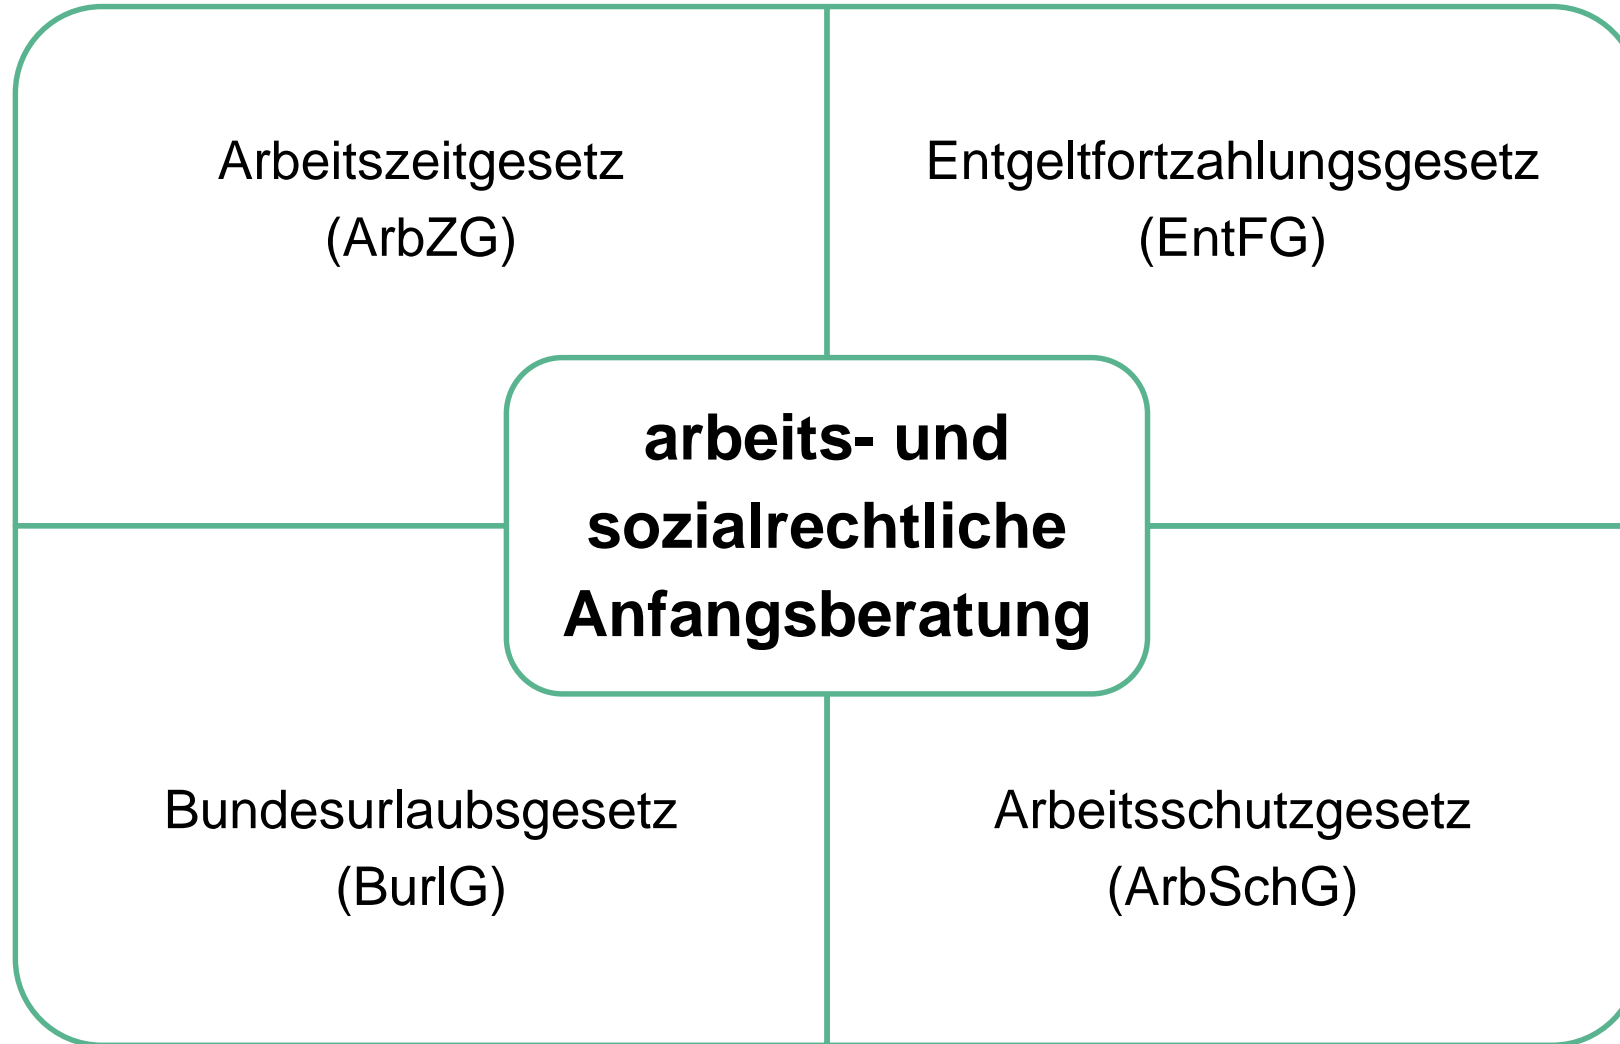 Arbeitszeitgesetz
(ArbZG)
Entgeltfortzahlungsgesetz
(EntFG)
arbeits- und
sozialrechtliche
Anfangsberatung
Bundesurlaubsgesetz
(BurlG)
Arbeitsschutzgesetz
(ArbSchG)